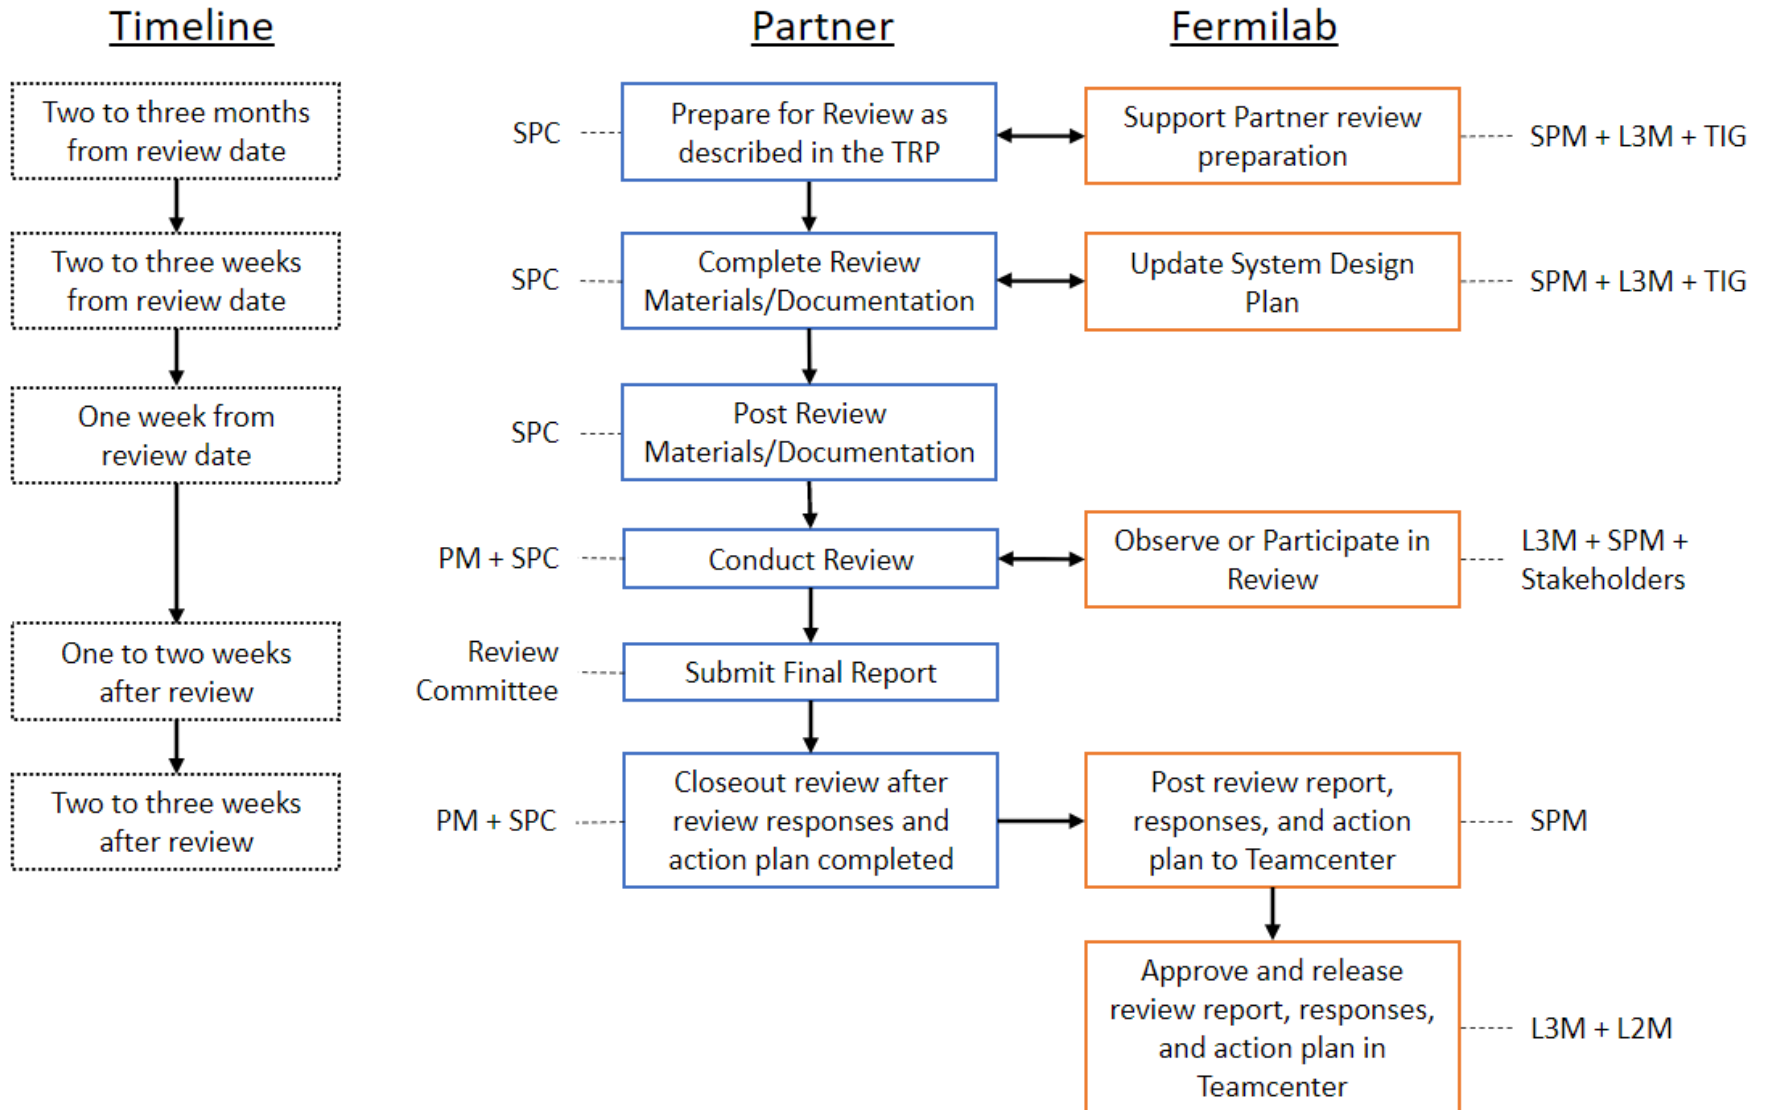 Timeline
Partner
Fermilab
Two to three months
from review date
SPC
Prepare for Review as
described in the TRP
Support Partner review
preparation
SPM + L3M + TIG
Two to three weeks
from review date
SPC
Complete Review
Materials/Documentation
Update System Design
Plan
SPM + L3M + TIG
One week from
review date
SPC
Post Review
Materials/Documentation
PM + SPC
Conduct Review
Observe or Participate in
Review
L3M + SPM +
Stakeholders
One to two weeks
after review
Review
Committee
Submit Final Report
Two to three weeks
after review
PM + SPC
Closeout review after
review responses and
action plan completed
Post review report,
responses, and action
plan to Teamcenter
SPM
Approve and release
review report, responses,
and action plan in
Teamcenter
L3M + L2M